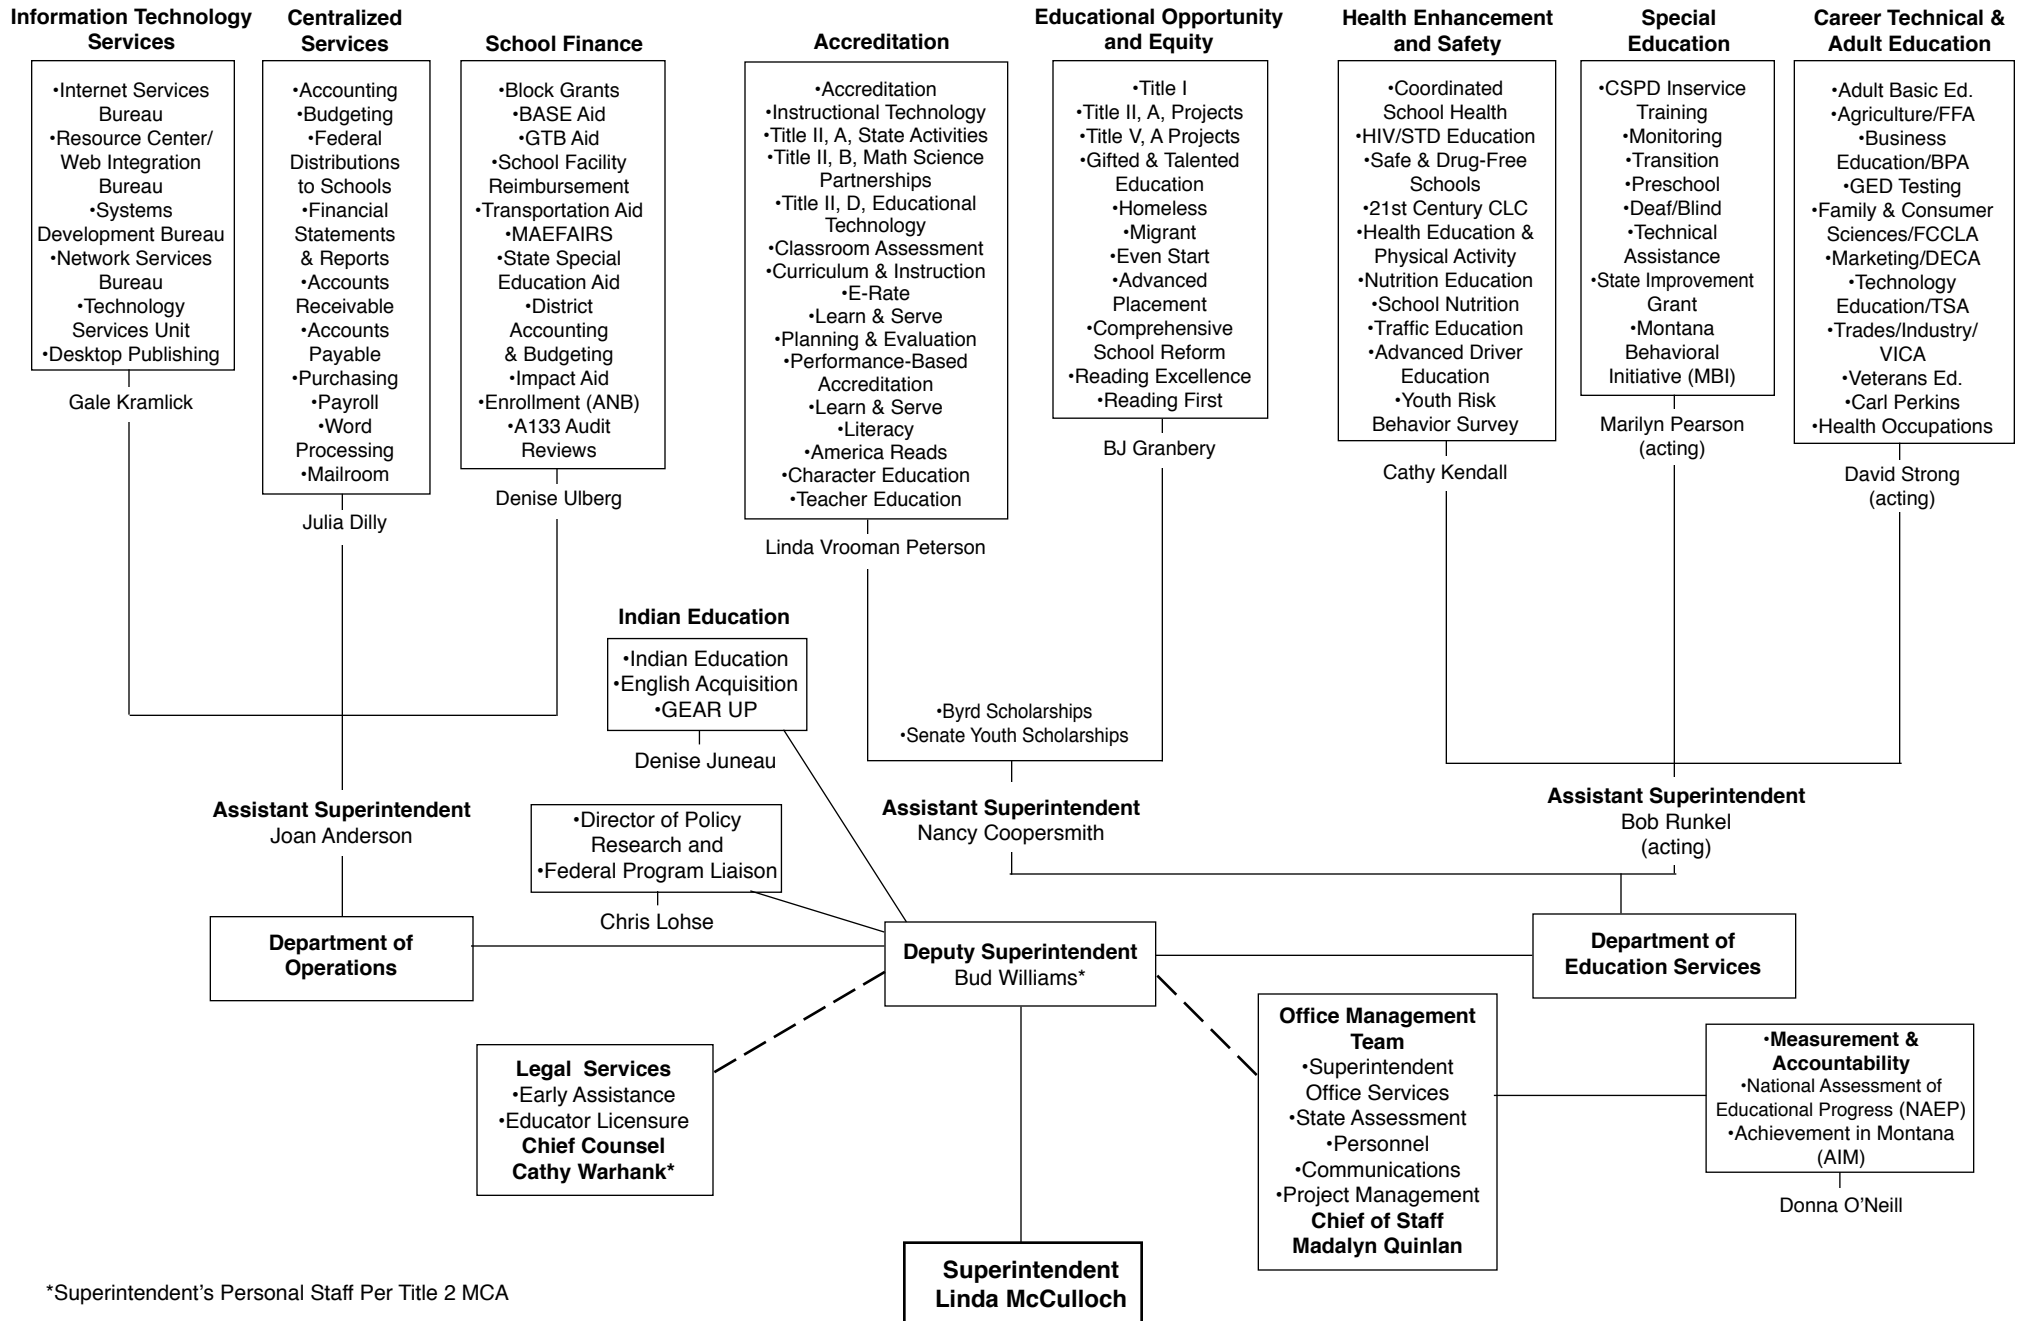 Information Technology
Services
•Internet Services
Bureau
•Resource Center/
Web Integration
Bureau
•Systems
Development Bureau
•Network Services
Bureau
•Technology
Services Unit
•Desktop Publishing
Gale Kramlick
Centralized
Services
•Accounting
•Budgeting
•Federal
Distributions
to Schools
•Financial
Statements
& Reports
•Accounts
Receivable
•Accounts
Payable
•Purchasing
•Payroll
•Word
Processing
•Mailroom
Julia Dilly
School Finance
•Block Grants
•BASE Aid
•GTB Aid
•School Facility
Reimbursement
•Transportation Aid
•MAEFAIRS
•State Special
Education Aid
•District
Accounting
& Budgeting
•Impact Aid
•Enrollment (ANB)
•A133 Audit
Reviews
Denise Ulberg
Accreditation
•Accreditation
•Instructional Technology
•Title II, A, State Activities
•Title II, B, Math Science
Partnerships
•Title II, D, Educational
Technology
•Classroom Assessment
•Curriculum & Instruction
•E-Rate
•Learn & Serve
•Planning & Evaluation
•Performance-Based
Accreditation
•Learn & Serve
•Literacy
•America Reads
•Character Education
•Teacher Education
Linda Vrooman Peterson
Educational Opportunity
and Equity
•Title I
•Title II, A, Projects
•Title V, A Projects
•Gifted & Talented
Education
•Homeless
•Migrant
•Even Start
•Advanced
Placement
•Comprehensive
School Reform
•Reading Excellence
•Reading First
BJ Granbery
Health Enhancement
and Safety
•Coordinated
School Health
•HIV/STD Education
•Safe & Drug-Free
Schools
•21st Century CLC
•Health Education &
Physical Activity
•Nutrition Education
•School Nutrition
•Traffic Education
•Advanced Driver
Education
•Youth Risk
Behavior Survey
Cathy Kendall
Special
Education
•CSPD Inservice
Training
•Monitoring
•Transition
•Preschool
•Deaf/Blind
•Technical
Assistance
•State Improvement
Grant
•Montana
Behavioral
Initiative (MBI)
Marilyn Pearson
(acting)
Career Technical &
Adult Education
•Adult Basic Ed.
•Agriculture/FFA
•Business
Education/BPA
•GED Testing
•Family & Consumer
Sciences/FCCLA
•Marketing/DECA
•Technology
Education/TSA
•Trades/Industry/
VICA
•Veterans Ed.
•Carl Perkins
•Health Occupations
David Strong
(acting)
Indian Education
•Indian Education
•English Acquisition
•GEAR UP
Denise Juneau
•Byrd Scholarships
•Senate Youth Scholarships
Assistant Superintendent
Joan Anderson
•Director of Policy
Research and
•Federal Program Liaison
Chris Lohse
Assistant Superintendent
Nancy Coopersmith
Assistant Superintendent
Bob Runkel
(acting)
Department of
Operations
Deputy Superintendent
Bud Williams*
Department of
Education Services
Legal Services
•Early Assistance
•Educator Licensure
Chief Counsel
Cathy Warhank*
Office Management
Team
•Superintendent
Office Services
•State Assessment
•Personnel
•Communications
•Project Management
Chief of Staff
Madalyn Quinlan
•Measurement &
Accountability
•National Assessment of
Educational Progress (NAEP)
•Achievement in Montana
(AIM)
Donna O’Neill
Superintendent
Linda McCulloch
*Superintendent’s Personal Staff Per Title 2 MCA